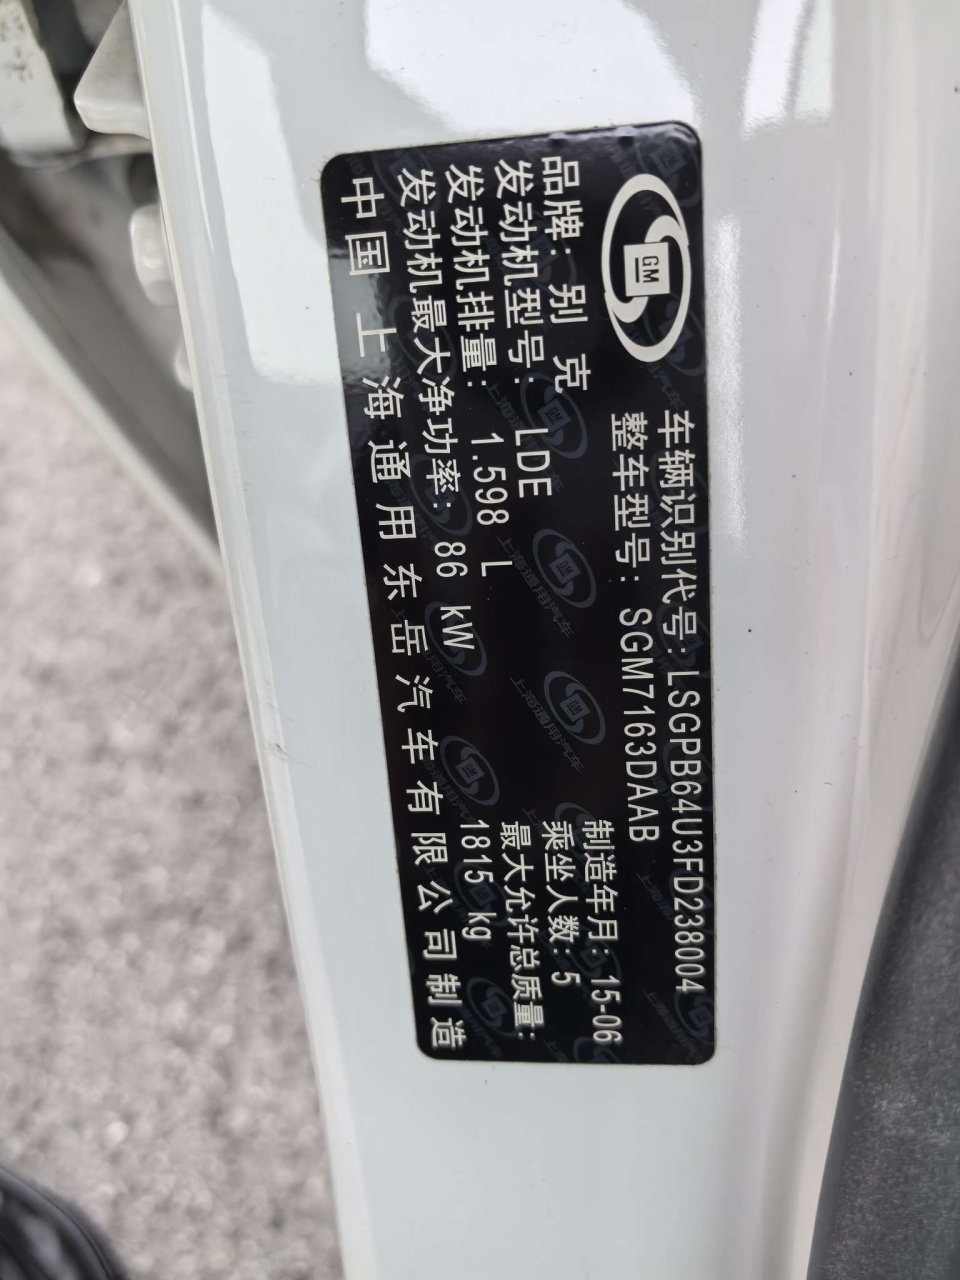 GM
车辆识别代号: LSGPB64U3FD238004
整车型号: SGM7163DAAB
品牌: 别克
制造年月: 15-06
发动机型号: LDE
乘坐人数: 5
发动机排量: 1.598 L
最大允许总质量:
发动机最大净功率: 86 kW
1815 kg
中国 上海通用东岳汽车有限公司制造